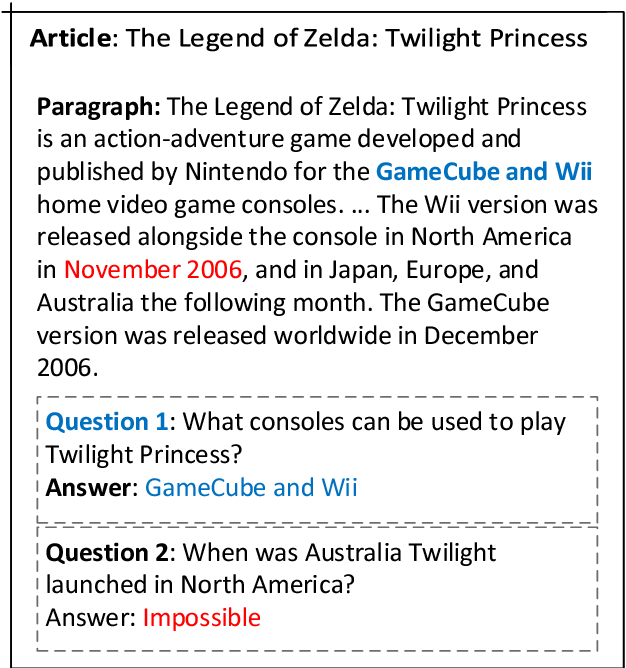 Article: The Legend of Zelda: Twilight Princess
Paragraph: The Legend of Zelda: Twilight Princess
is an action-adventure game developed and
published by Nintendo for the GameCube and Wii
home video game consoles. ... The Wii version was
released alongside the console in North America
in November 2006, and in Japan, Europe, and
Australia the following month. The GameCube
version was released worldwide in December
2006.
Question 1: What consoles can be used to play
Twilight Princess?
Answer: GameCube and Wii
Question 2: When was Australia Twilight
launched in North America?
Answer: Impossible